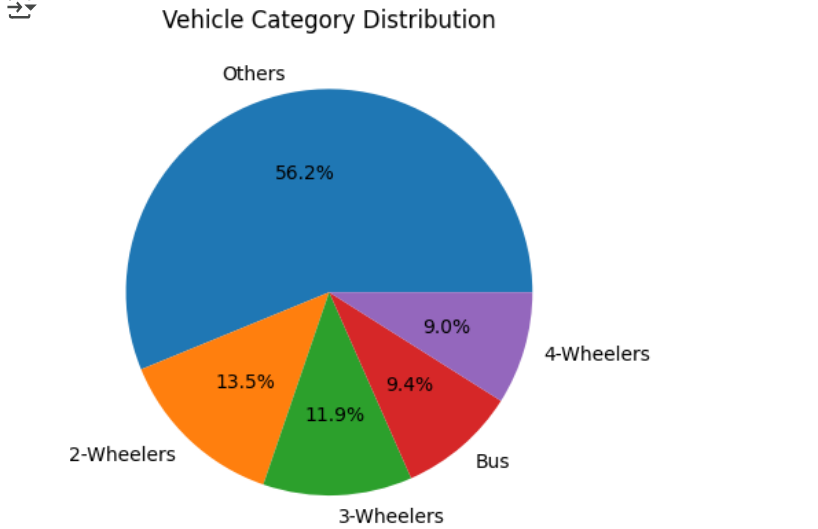 Vehicle Category Distribution
Others
56.2%
9.0%
4-Wheelers
13.5%
9.4%
11.9%
2-Wheelers
Bus
3-Wheelers